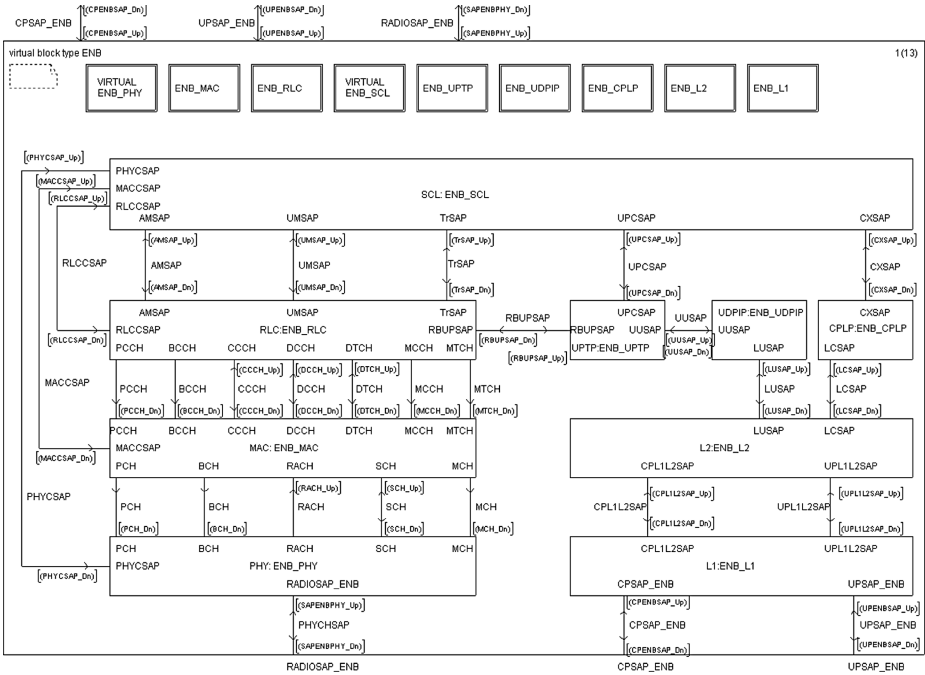 [(CPENBSAP_Dn)]
[(UPENBSAP_Dn)]
[(SAPENBPHY_Dn)]
CPSAP_ENB
UPSAP_ENB
RADIOSAP_ENB
[(CPENBSAP_Up)]
[(UPENBSAP_Up)]
[(SAPENBPHY_Up)]
virtual block type ENB
1(13)
VIRTUAL
ENB_PHY
ENB_MAC
ENB_RLC
VIRTUAL
ENB_SCL
ENB_UPTP
ENB_UDPIP
ENB_CPLP
ENB_L2
ENB_L1
[(PHYCSAP_Up)]
[(MACCSAP_Up)]
[(RLCCSAP_Up)]
PHYCSAP
MACCSAP
RLCCSAP
SCL: ENB_SCL
AMSAP
UMSAP
TrSAP
UPCSAP
CXSAP
[(AMSAP_Up)]
[(UMSAP_Up)]
[(TrSAP_Up)]
[(UPCSAP_Up)]
[(CXSAP_Up)]
RLCCSAP
AMSAP
UMSAP
TrSAP
UPCSAP
CXSAP
[(AMSAP_Dn)]
[(UMSAP_Dn)]
[(TrSAP_Dn)]
[(UPCSAP_Dn)]
[(CXSAP_Dn)]
AMSAP
UMSAP
TrSAP
RBUPSAP
UPCSAP
UUSAP
UDPIP:ENB_UDPIP
CXSAP
RLCCSAP
RLC:ENB_RLC
RBUPSAP
RBUPSAP
UUSAP
UUSAP
CPLP:ENB_CPLP
[(RLCCSAP_Dn)]
[(RBUPSAP_Dn)]
[(RBUPSAP_Up)]
UPTP:ENB_UPTP
[(UUSAP_Up)]
[(UUSAP_Dn)]
LUSAP
LCSAP
PCCH
BCCH
CCCH
DCCH
DTCH
MCCH
MTCH
[(CCCH_Up)]
[(DCCH_Up)]
[(DTCH_Up)]
[(LUSAP_Up)]
[(LCSAP_Up)]
MACCSAP
PCCH
BCCH
CCCH
DCCH
DTCH
MCCH
MTCH
LUSAP
LCSAP
[(PCCH_Dn)]
[(BCCH_Dn)]
[(CCCH_Dn)]
[(DCCH_Dn)]
[(DTCH_Dn)]
[(MCCH_Dn)]
[(MTCH_Dn)]
[(LUSAP_Dn)]
[(LCSAP_Dn)]
PCCH
BCCH
CCCH
DCCH
DTCH
MCCH
MTCH
LUSAP
LCSAP
MACCSAP
MAC: ENB_MAC
L2:ENB_L2
[(MACCSAP_Dn)]
PCH
BCH
RACH
SCH
MCH
CPL1L2SAP
UPL1L2SAP
[(RACH_Up)]
[(SCH_Up)]
[(CPL1L2SAP_Up)]
[(UPL1L2SAP_Up)]
PHYCSAP
PCH
BCH
RACH
SCH
MCH
CPL1L2SAP
UPL1L2SAP
[(PCH_Dn)]
[(BCH_Dn)]
[(SCH_Dn)]
[(MCH_Dn)]
[(CPL1L2SAP_Dn)]
[(UPL1L2SAP_Dn)]
PCH
BCH
RACH
SCH
MCH
CPL1L2SAP
UPL1L2SAP
PHYCSAP
PHY: ENB_PHY
L1:ENB_L1
[(PHYCSAP_Dn)]
RADIOSAP_ENB
CPSAP_ENB
UPSAP_ENB
[(SAPENBPHY_Up)]
[(CPENBSAP_Up)]
[(UPENBSAP_Up)]
PHYCHSAP
CPSAP_ENB
UPSAP_ENB
[(SAPENBPHY_Dn)]
[(CPENBSAP_Dn)]
[(UPENBSAP_Dn)]
RADIOSAP_ENB
CPSAP_ENB
UPSAP_ENB